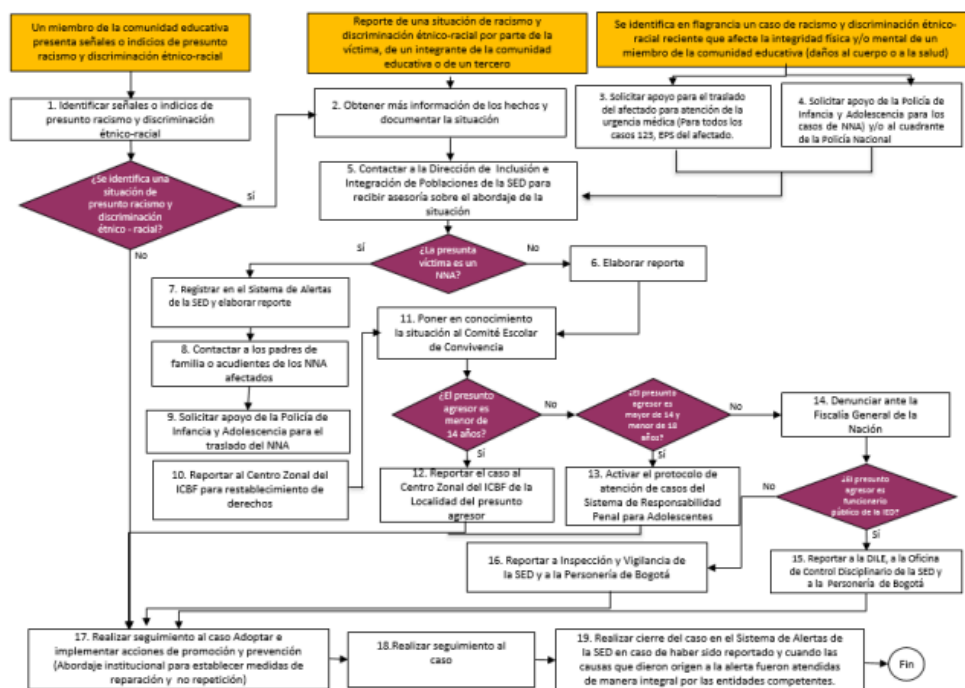 Un miembro de la comunidad educativa
presenta señales o indicios de presunto
racismo y discriminación étnico-racial
Reporte de una situación de racismo y
discriminación étnico-racial por parte de la
víctima, de un integrante de la comunidad
educativa o de un tercero
Se identifica en flagrancia un caso de racismo y discriminación étnico-
racial reciente que afecte la integridad física y/o mental de un
miembro de la comunidad educativa (daños al cuerpo o a la salud)
1. Identificar señales o indicios de
presunto racismo y discriminación
étnico-racial
2. Obtener más información de los hechos y
documentar la situación
3. Solicitar apoyo para el traslado
del afectado para atención de la
urgencia médica (Para todos los
casos 123, EPS del afectado.
4. Solicitar apoyo de la Policía de
Infancia y Adolescencia para los
casos de NNA) y/o al cuadrante
de la Policía Nacional
¿Se identifica una
situación de
presunto racismo y
discriminación
étnico - racial?
Sí
No
5. Contactar a la Dirección de Inclusión e
Integración de Poblaciones de la SED para
recibir asesoría sobre el abordaje de la
situación
Sí
¿La presunta
víctima es un
NNA?
No
6. Elaborar reporte
7. Registrar en el Sistema de Alertas
de la SED y elaborar reporte
8. Contactar a los padres de
familia o acudientes de los NNA
afectados
9. Solicitar apoyo de la Policía de
Infancia y Adolescencia para el
traslado del NNA
10. Reportar al Centro Zonal del
ICBF para restablecimiento de
derechos
11. Poner en conocimiento
la situación al Comité Escolar
de Convivencia
¿El presunto
agresor es
menor de
14 años?
No
Sí
¿El presunto
agresor es
mayor de 14 y
menor de 18
años?
No
Sí
14. Denunciar ante la
Fiscalía General de la
Nación
12. Reportar el caso al
Centro Zonal del ICBF de la
Localidad del presunto
agresor
13. Activar el protocolo de
atención de casos del
Sistema de Responsabilidad
Penal para Adolescentes
No
¿El presunto
agresor es
funcionario
público de la IED?
Sí
16. Reportar a Inspección y Vigilancia de
la SED y a la Personería de Bogotá
15. Reportar a la DILE, a la Oficina
de Control Disciplinario de la SED y
a la Personería de Bogotá
17. Realizar seguimiento al caso Adoptar e
implementar acciones de promoción y prevención
(Abordaje institucional para establecer medidas de
reparación y no repetición)
18.Realizar seguimiento al
caso
19. Realizar cierre del caso en el Sistema de Alertas de
la SED en caso de haber sido reportado y cuando las
causas que dieron origen a la alerta fueron atendidas
de manera integral por las entidades competentes.
Fin